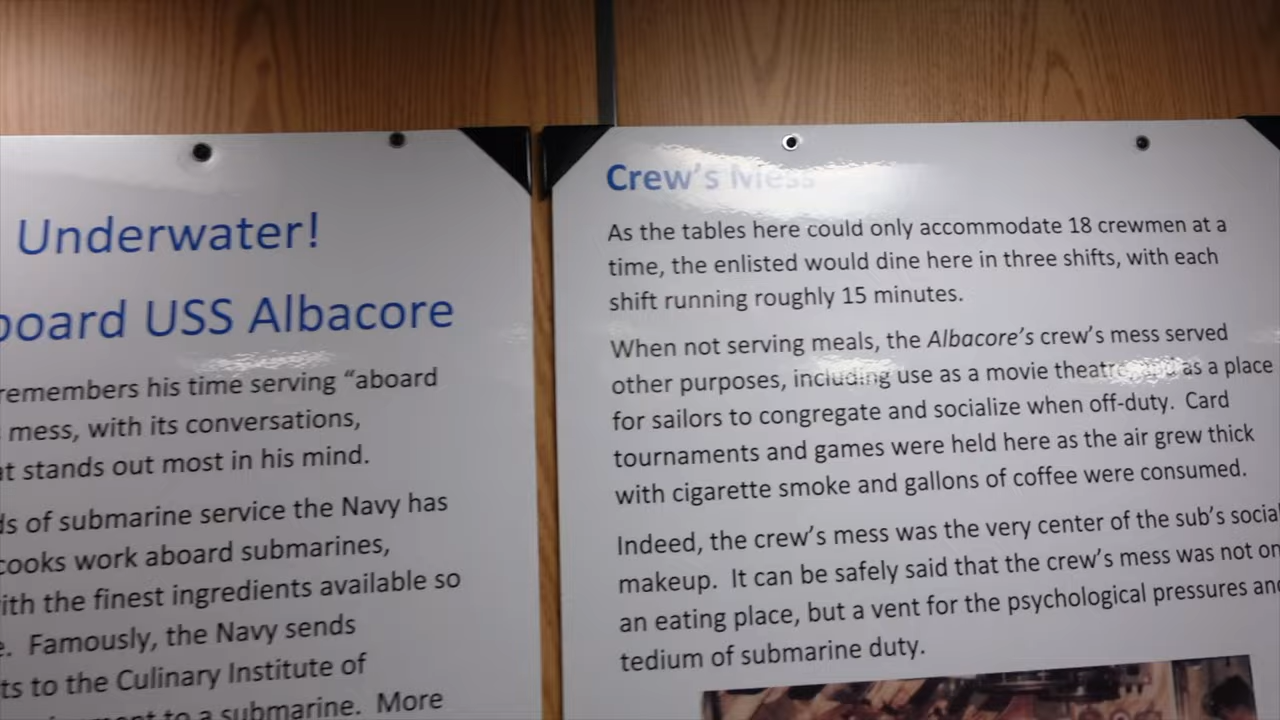 Underwater!
board USS Albacore
remembers his time serving “aboard
mess, with its conversations,
at stands out most in his mind.
ds of submarine service the Navy has
cooks work aboard submarines,
with the finest ingredients available so
Famously, the Navy sends
ts to the Culinary Institute of
to a submarine. More
Crew’s Mess
As the tables here could only accommodate 18 crewmen at a
time, the enlisted would dine here in three shifts, with each
shift running roughly 15 minutes.
When not serving meals, the Albacore’s crew’s mess served
other purposes, including use as a movie theatre, and as a place
for sailors to congregate and socialize when off-duty. Card
tournaments and games were held here as the air grew thick
with cigarette smoke and gallons of coffee were consumed.
Indeed, the crew’s mess was the very center of the sub’s social
makeup. It can be safely said that the crew’s mess was not on
an eating place, but a vent for the psychological pressures and
tedium of submarine duty.